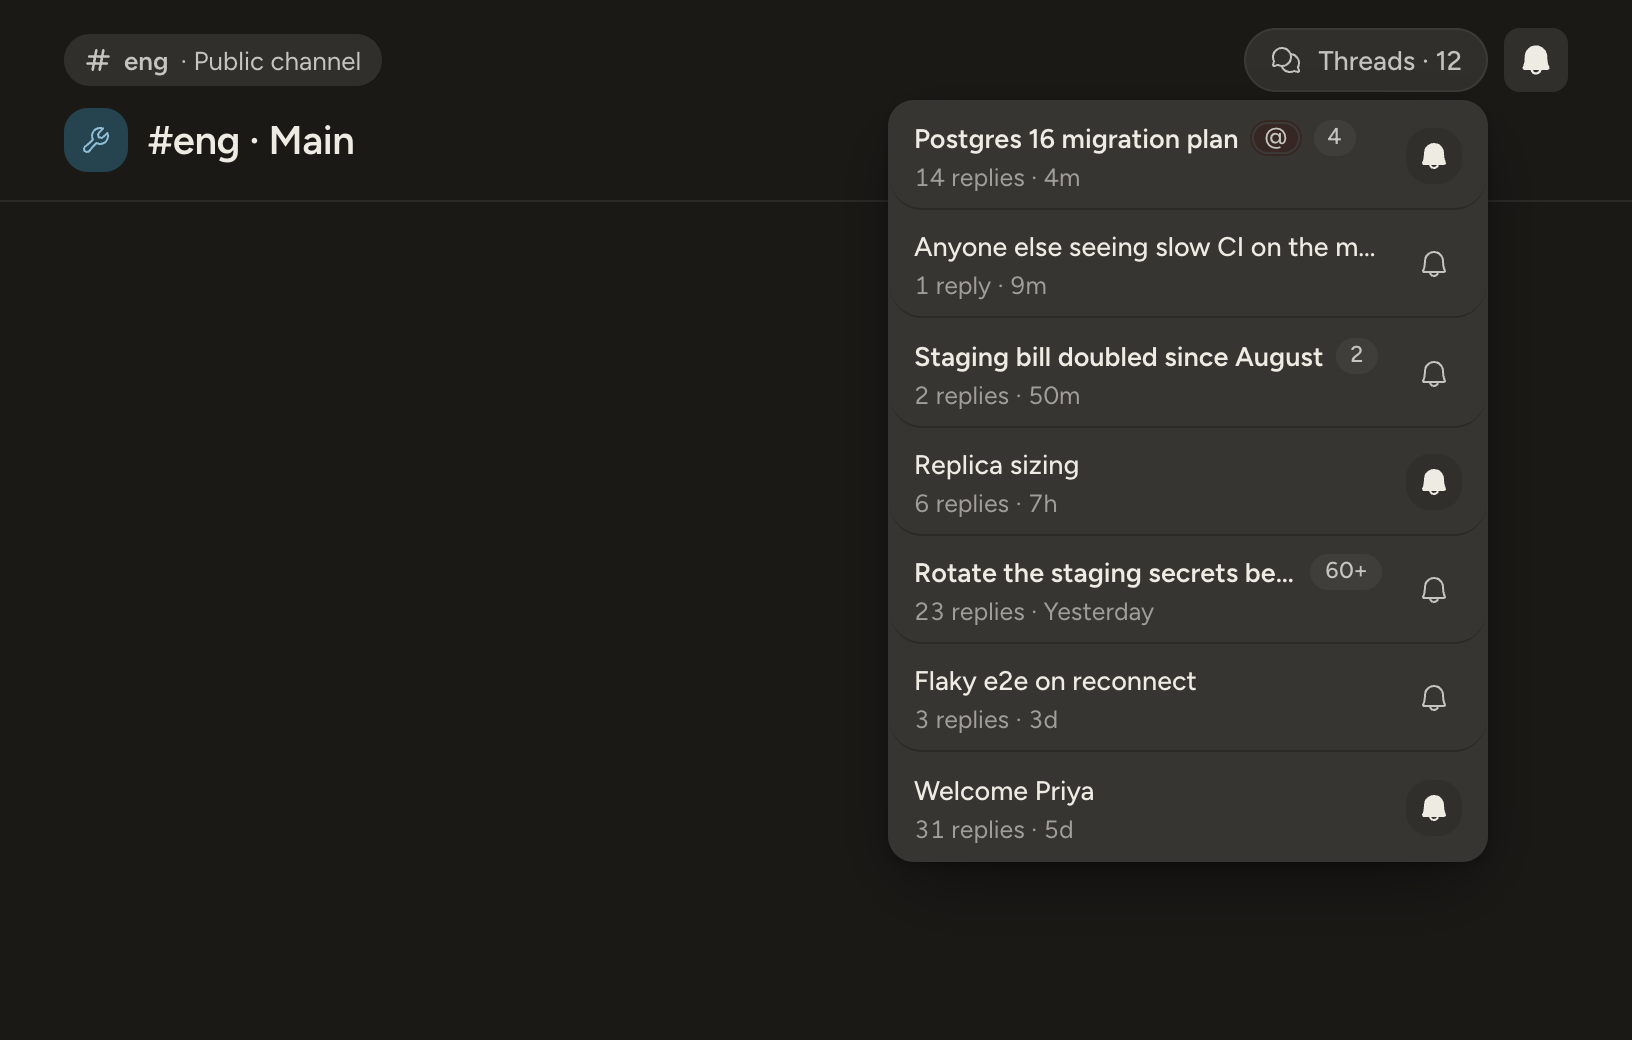 # eng · Public channel
Threads · 12
#eng · Main
Postgres 16 migration plan @ 4
14 replies · 4m
Anyone else seeing slow CI on the m...
1 reply · 9m
Staging bill doubled since August 2
2 replies · 50m
Replica sizing
6 replies · 7h
Rotate the staging secrets be... 60+
23 replies · Yesterday
Flaky e2e on reconnect
3 replies · 3d
Welcome Priya
31 replies · 5d